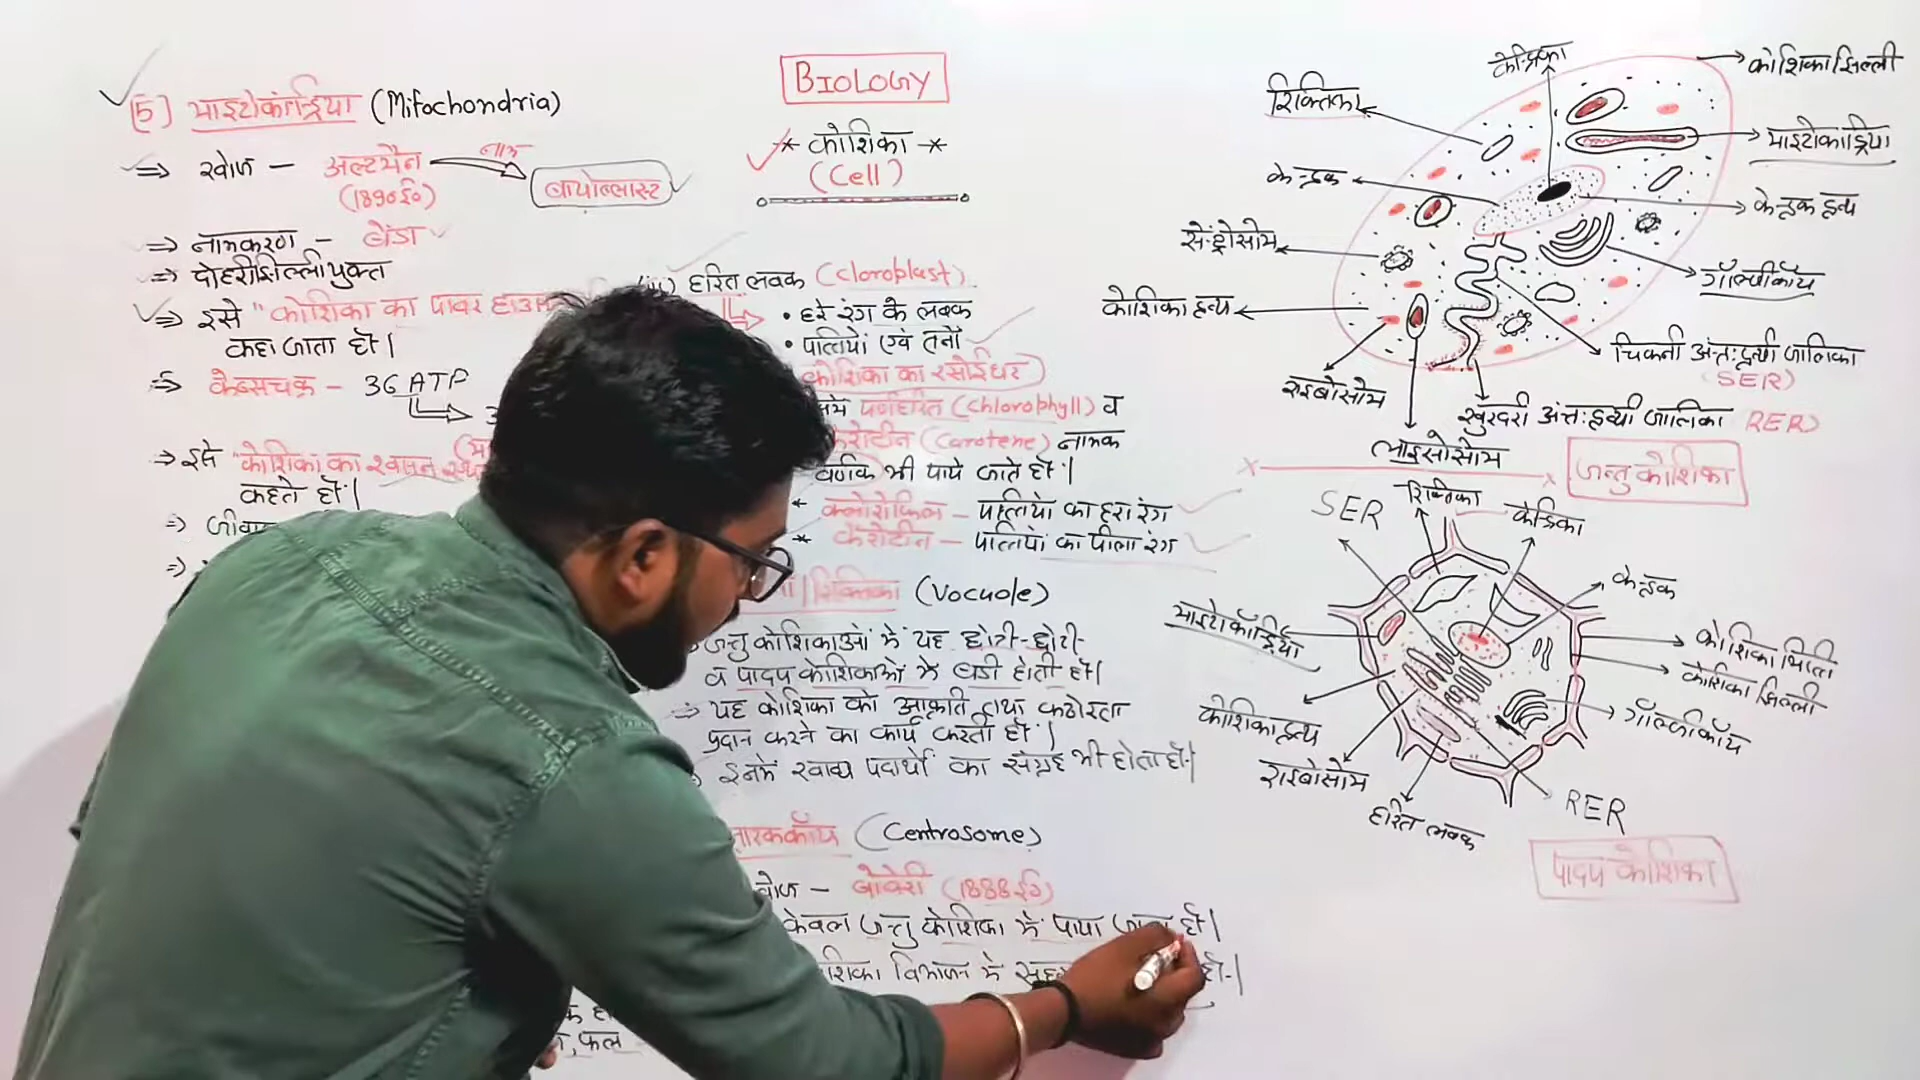 BIOLOGY
* कोशिका *
(Cell)
[5] माइटोकांड्रिया (Mitochondria)
⇒ खोज – अल्टमैन
नाम
बायोब्लास्ट
(1890ई०)
⇒ नामकरण – बेंडा
⇒ दोहरी झिल्ली युक्त
⇒ इसे "कोशिका का पावर हाउस
कहा जाता है।
⇒ क्रेब्सचक्र – 36 ATP
⇒ इसे "कोशिका का श्वसन
कहते हैं।
⇒
, फल
) हरित लवक (Cloroplast)
• हरे रंग के लवक
• पत्तियों एवं तनों
कोशिका का रसोईघर
पर्णहरित (Chlorophyll) व
केरोटीन (Carotene) नामक
वर्णक भी पाये जाते हैं।
* क्लोरोफिल – पत्तियों का हरा रंग
* केरोटीन – पत्तियों का पीला रंग
रिक्तिका (Vocuole)
जन्तु कोशिकाओं में यह छोटी-छोटी
व पादप कोशिकाओं में बड़ी होती है।
⇒ यह कोशिका को आकृति तथा कठोरता
प्रदान करने का कार्य करती है।
इनमें खाद्य पदार्थों का संग्रह भी होता है।
तारककॉय (Centrosome)
खोज – बोवेरी (1888ई०)
केवल जन्तु कोशिका में पाया जाता है।
कोशिका विभाजन में
है।
केन्द्रिका
कोशिका झिल्ली
रिक्तिका
माइटोकांड्रिया
केन्द्रक
केन्द्रक द्रव्य
सेंट्रोसोम
गॉल्जीकॉय
कोशिका द्रव्य
चिकनी अंतःद्रव्यी जालिका
(SER)
राइबोसोम
खुरदरी अंतःद्रव्यी जालिका RER)
लाइसोसोम
जन्तु कोशिका
SER
रिक्तिका
केन्द्रिका
केन्द्रक
माइटोकॉंड्रिया
कोशिका भित्ति
कोशिका झिल्ली
कोशिका द्रव्य
गॉल्जीकॉय
राइबोसोम
हरित लवक
RER
पादप कोशिका